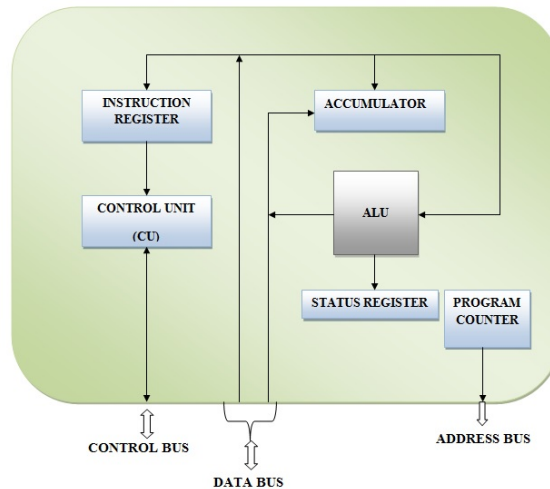 INSTRUCTION
REGISTER
ACCUMULATOR
CONTROL UNIT
(CU)
ALU
STATUS REGISTER
PROGRAM
COUNTER
CONTROL BUS
DATA BUS
ADDRESS BUS